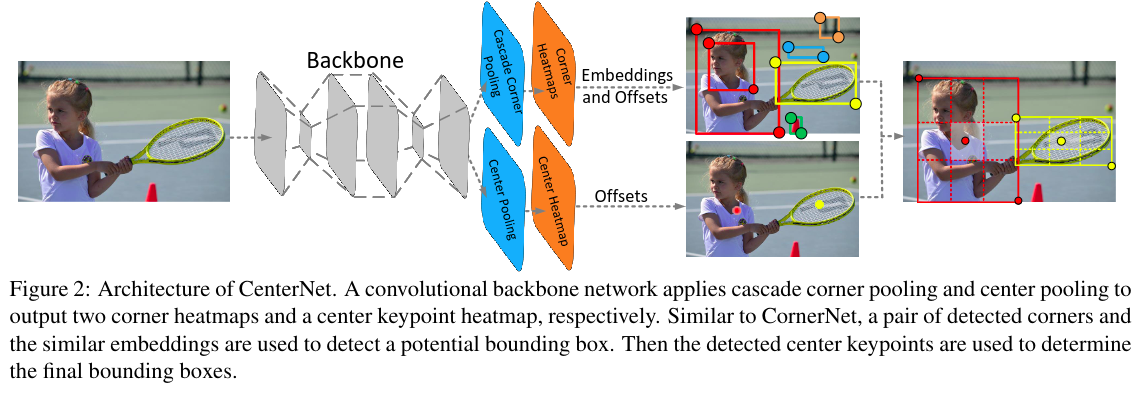 Backbone
Cascade Corner
Pooling
Corner
Heatmaps
Embeddings
and Offsets
Center Pooling
Center Heatmap
Offsets
Figure 2: Architecture of CenterNet. A convolutional backbone network applies cascade corner pooling and center pooling to
output two corner heatmaps and a center keypoint heatmap, respectively. Similar to CornerNet, a pair of detected corners and
the similar embeddings are used to detect a potential bounding box. Then the detected center keypoints are used to determine
the final bounding boxes.